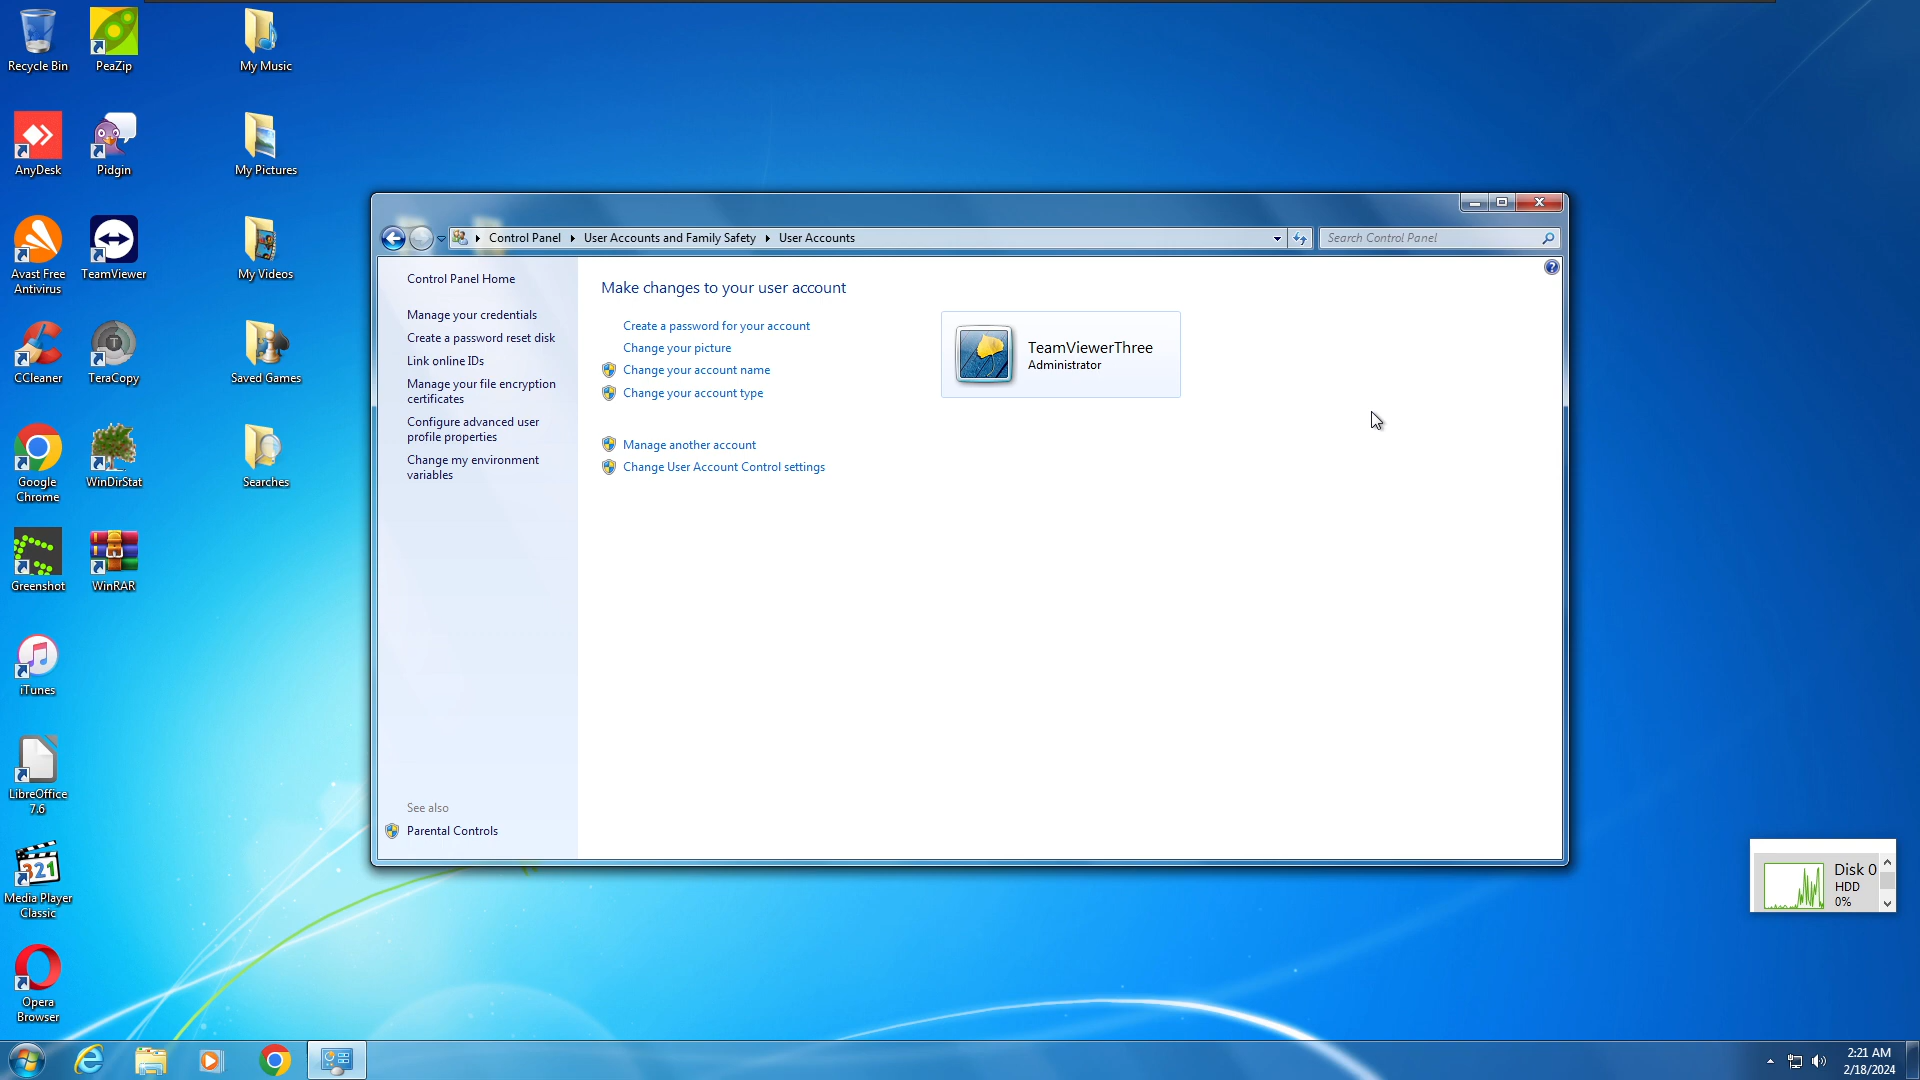 Recycle Bin
PeaZip
My Music
AnyDesk
Pidgin
My Pictures
Avast Free
Antivirus
TeamViewer
My Videos
CCleaner
TeraCopy
Saved Games
Google
Chrome
WinDirStat
Searches
Greenshot
WinRAR
iTunes
LibreOffice
7.6
321
Media Player
Classic
Opera
Browser
Control Panel
User Accounts and Family Safety
User Accounts
Search Control Panel
Control Panel Home
Manage your credentials
Create a password reset disk
Link online IDs
Manage your file encryption
certificates
Configure advanced user
profile properties
Change my environment
variables
See also
Parental Controls
Make changes to your user account
Create a password for your account
Change your picture
Change your account name
Change your account type
Manage another account
Change User Account Control settings
TeamViewerThree
Administrator
Disk 0
HDD
0%
2:21 AM
2/18/2024